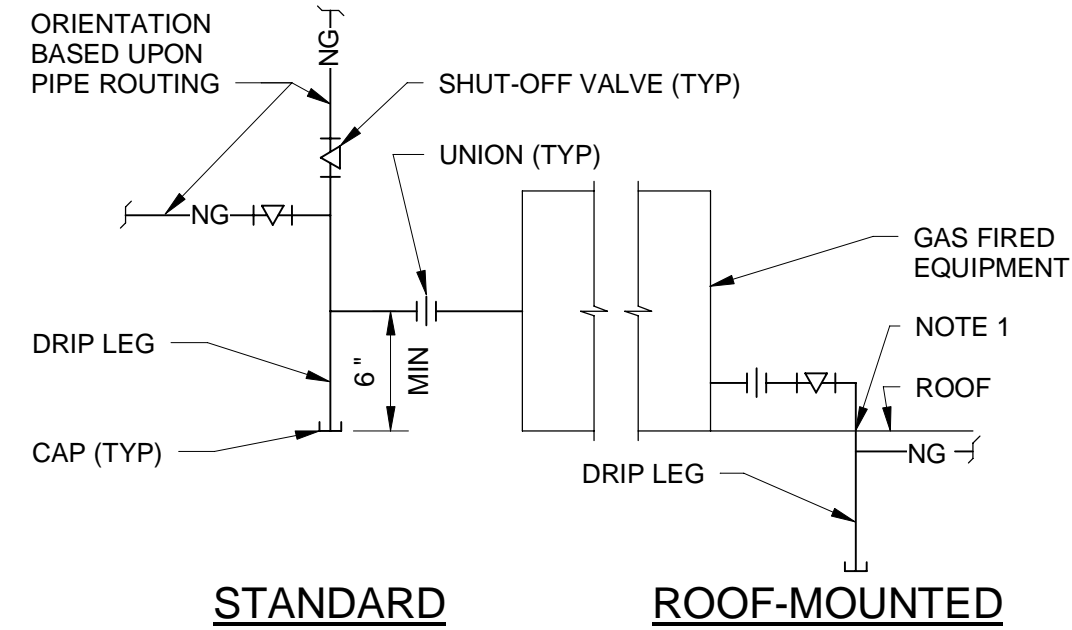 ORIENTATION
BASED UPON
PIPE ROUTING
NG
SHUT-OFF VALVE (TYP)
UNION (TYP)
NG
GAS FIRED
EQUIPMENT
DRIP LEG
6"
MIN
NOTE 1
ROOF
CAP (TYP)
NG
DRIP LEG
STANDARD
ROOF-MOUNTED